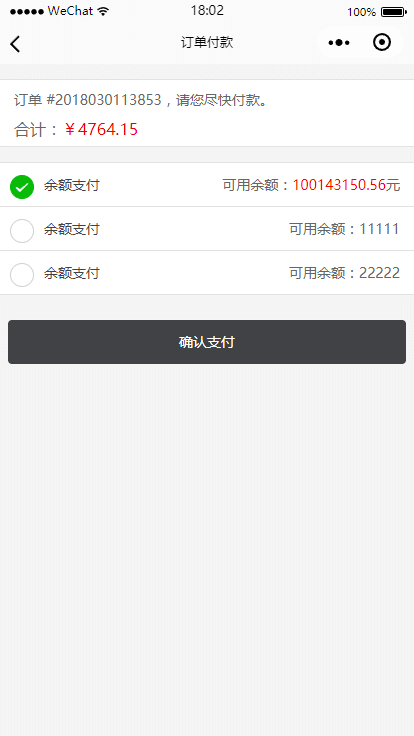 WeChat 18:02 100%
订单付款
订单 #2018030113853，请您尽快付款。
合计：￥4764.15
余额支付 可用余额：100143150.56元
余额支付 可用余额：11111
余额支付 可用余额：22222
确认支付